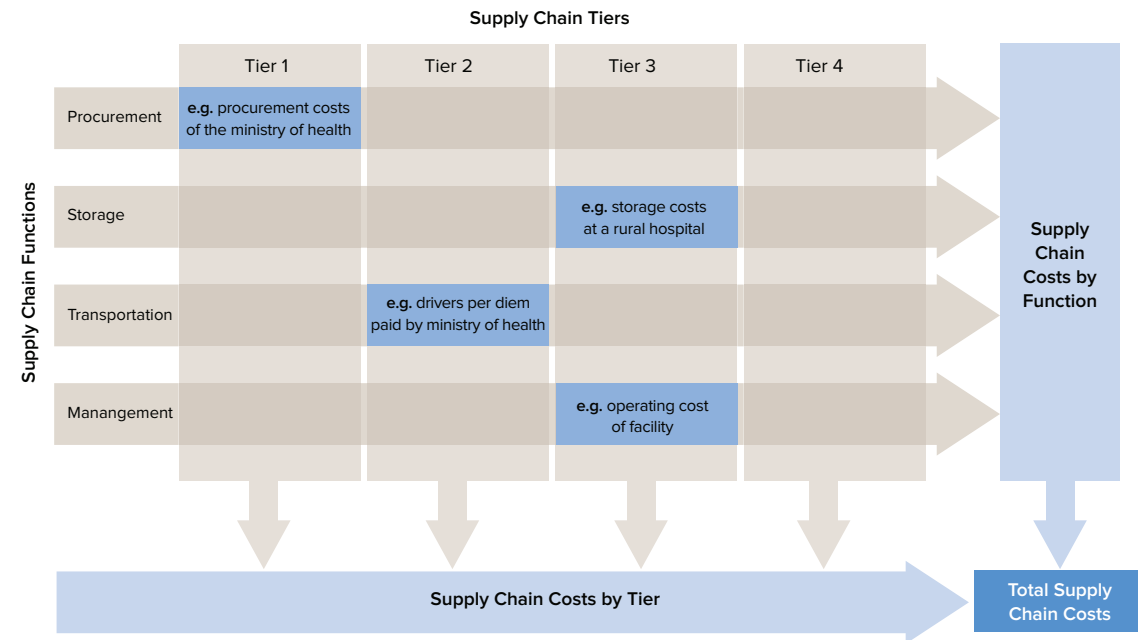 Supply Chain Tiers
Tier 1
Tier 2
Tier 3
Tier 4
Supply Chain Functions
Procurement
e.g. procurement costs
of the ministry of health
Storage
e.g. storage costs
at a rural hospital
Transportation
e.g. drivers per diem
paid by ministry of health
Manangement
e.g. operating cost
of facility
Supply
Chain
Costs by
Function
Supply Chain Costs by Tier
Total Supply
Chain Costs